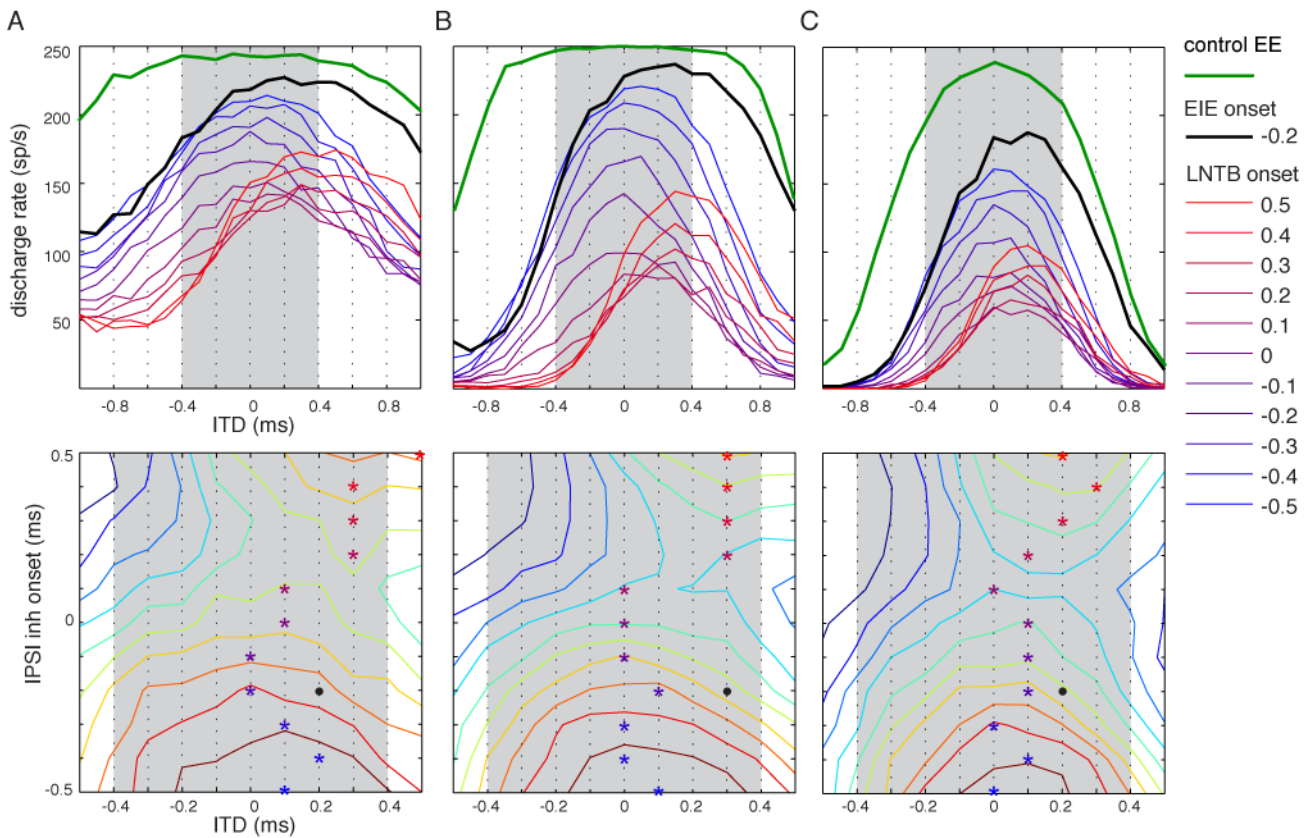 A
B
C
250
200
150
100
50
discharge rate (sp/s)
-0.8 -0.4 0 0.4 0.8
ITD (ms)
-0.8 -0.4 0 0.4 0.8
-0.8 -0.4 0 0.4 0.8
control EE
EIE onset
-0.2
LNTB onset
0.5
0.4
0.3
0.2
0.1
0
-0.1
-0.2
-0.3
-0.4
-0.5
0.5
0
-0.5
IPSI inh onset (ms)
-0.4 -0.2 0 0.2 0.4
ITD (ms)
-0.4 -0.2 0 0.2 0.4
-0.4 -0.2 0 0.2 0.4